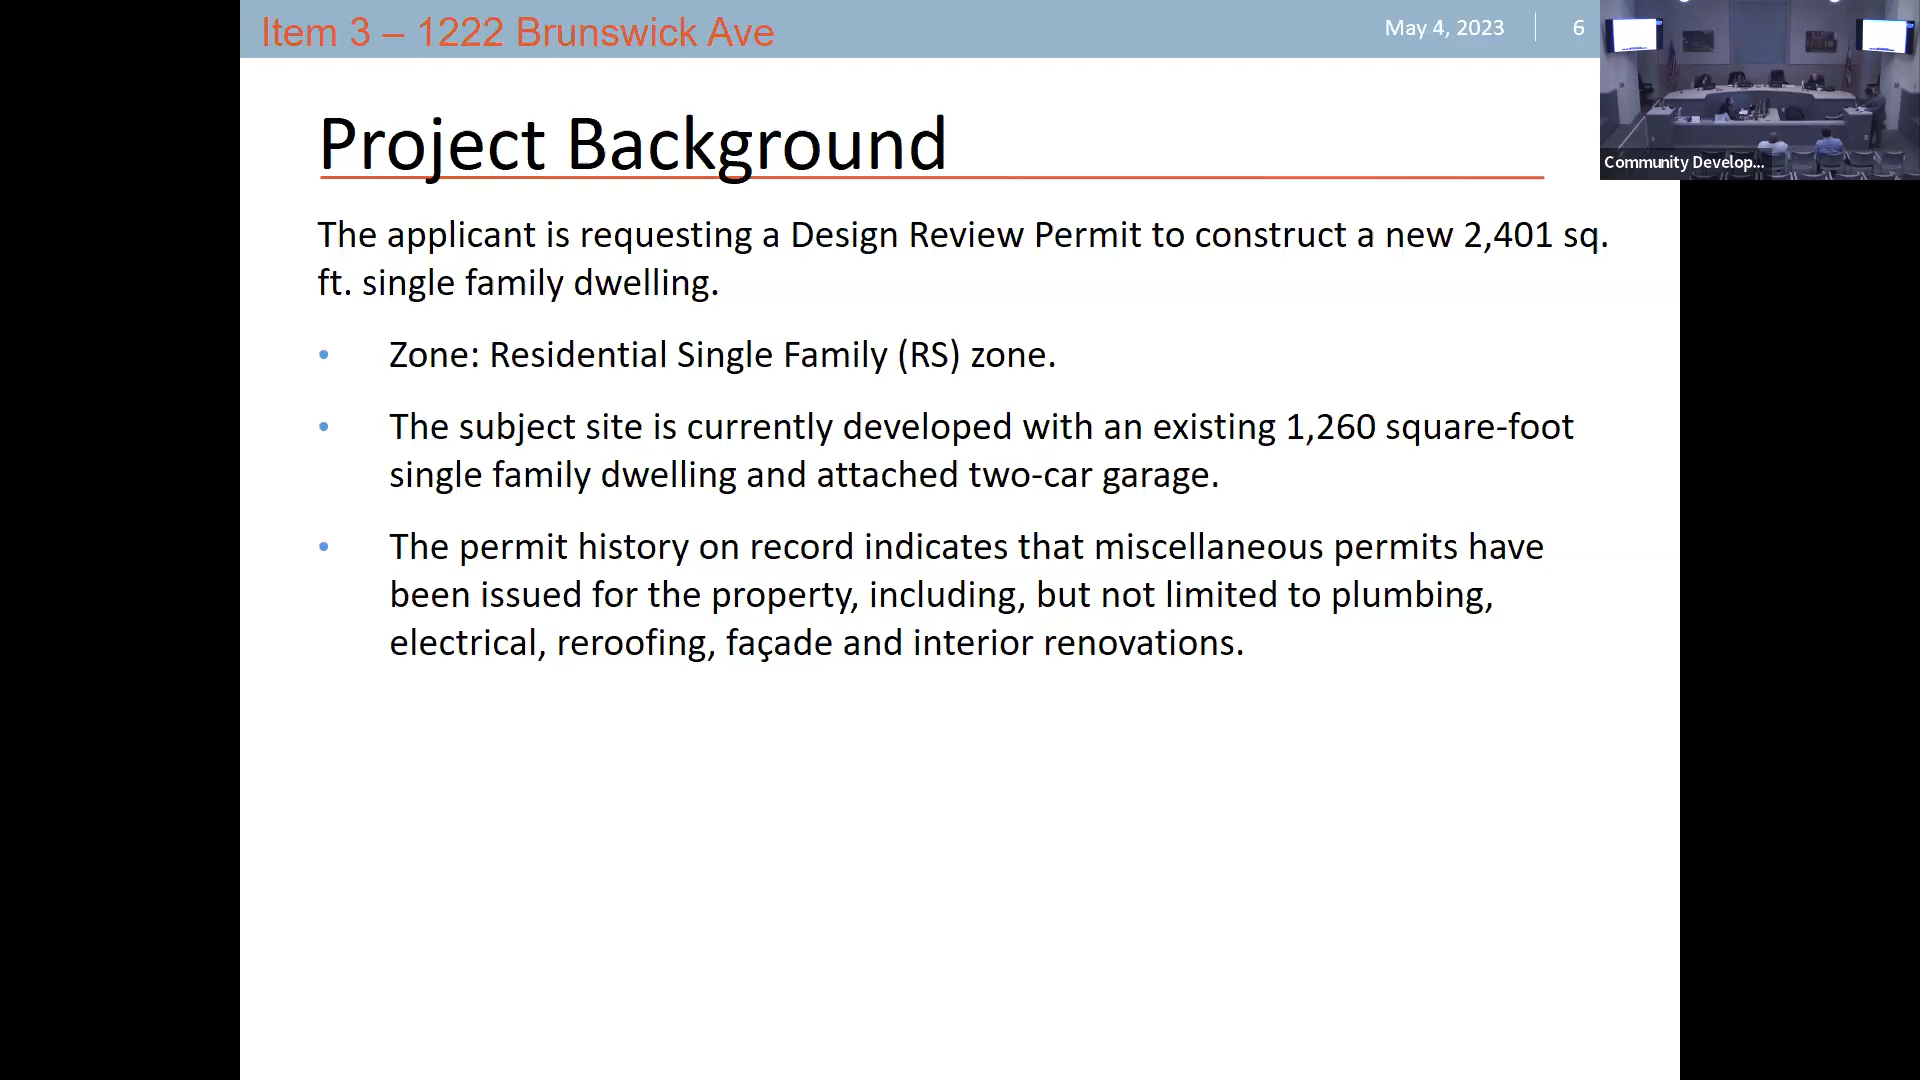 Item 3 – 1222 Brunswick Ave
May 4, 2023
6
Community Develop...
Project Background
The applicant is requesting a Design Review Permit to construct a new 2,401 sq.
ft. single family dwelling.
• Zone: Residential Single Family (RS) zone.
• The subject site is currently developed with an existing 1,260 square-foot
single family dwelling and attached two-car garage.
• The permit history on record indicates that miscellaneous permits have
been issued for the property, including, but not limited to plumbing,
electrical, reroofing, façade and interior renovations.